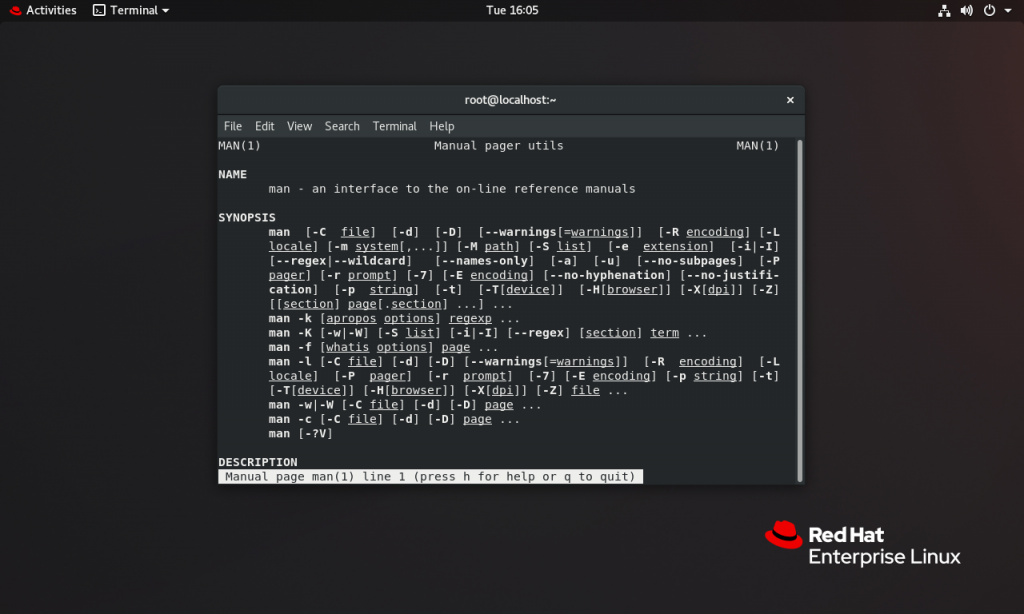 Activities Terminal Tue 16:05
root@localhost:~ ×
File Edit View Search Terminal Help
MAN(1) Manual pager utils MAN(1)
NAME
man - an interface to the on-line reference manuals
SYNOPSIS
man [-C file] [-d] [-D] [--warnings[=warnings]] [-R encoding] [-L
locale] [-m system[,...]] [-M path] [-S list] [-e extension] [-i|-I]
[--regex|--wildcard] [--names-only] [-a] [-u] [--no-subpages] [-P
pager] [-r prompt] [-7] [-E encoding] [--no-hyphenation] [--no-justifi-
cation] [-p string] [-t] [-T[device]] [-H[browser]] [-X[dpi]] [-Z]
[[section] page[.section] ...] ...
man -k [apropos options] regexp ...
man -K [-w|-W] [-S list] [-i|-I] [--regex] [section] term ...
man -f [whatis options] page ...
man -l [-C file] [-d] [-D] [--warnings[=warnings]] [-R encoding] [-L
locale] [-P pager] [-r prompt] [-7] [-E encoding] [-p string] [-t]
[-T[device]] [-H[browser]] [-X[dpi]] [-Z] file ...
man -w|-W [-C file] [-d] [-D] page ...
man -c [-C file] [-d] [-D] page ...
man [-?V]
DESCRIPTION
Manual page man(1) line 1 (press h for help or q to quit)
Red Hat
Enterprise Linux